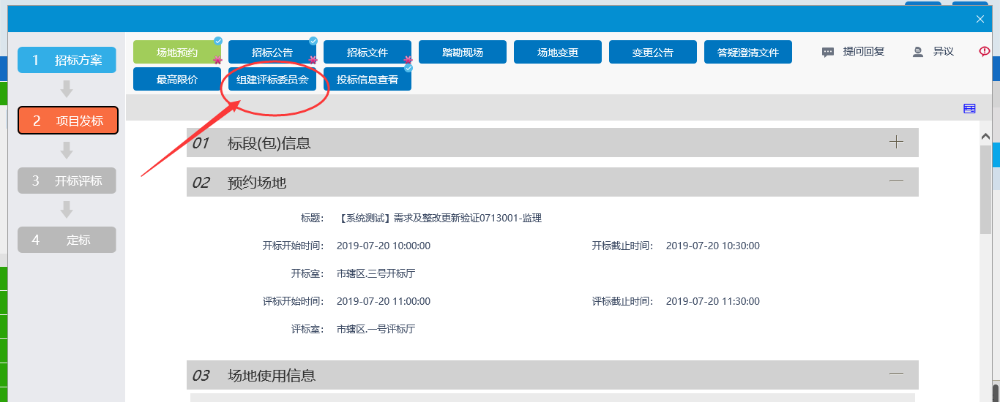 场地预约
招标公告
招标文件
踏勘现场
场地变更
变更公告
答疑澄清文件
提问回复
异议
最高限价
组建评标委员会
投标信息查看
1 招标方案
2 项目发标
3 开标评标
4 定标
01 标段(包)信息
02 预约场地
标题： 【系统测试】需求及整改更新验证0713001-监理
开标开始时间： 2019-07-20 10:00:00 开标截止时间： 2019-07-20 10:30:00
开标室： 市辖区.三号开标厅
评标开始时间： 2019-07-20 11:00:00 评标截止时间： 2019-07-20 11:30:00
评标室： 市辖区.一号评标厅
03 场地使用信息